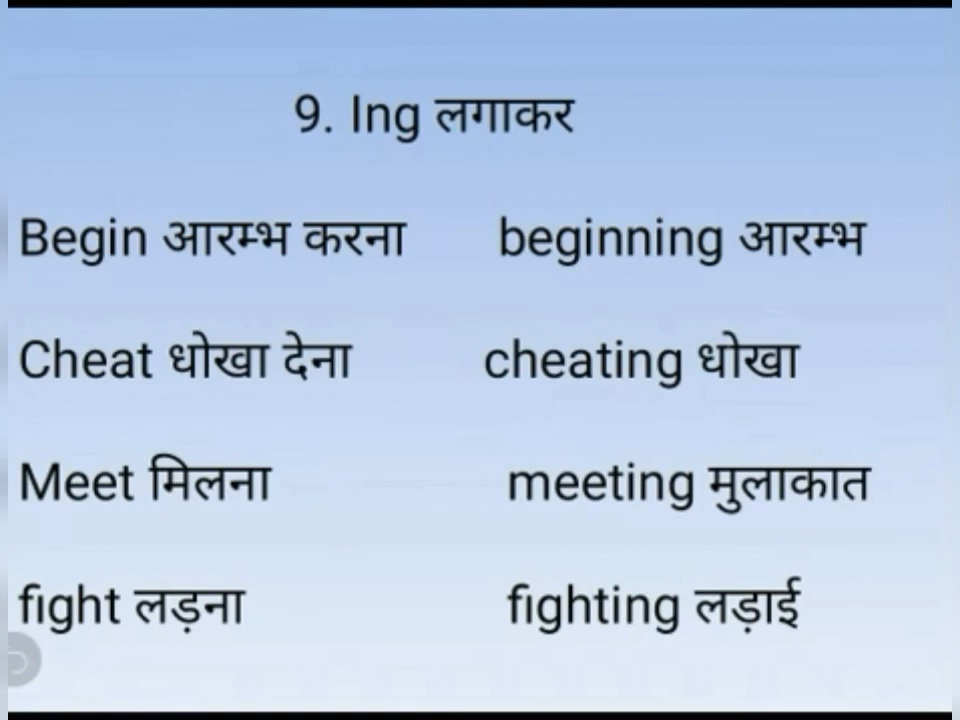 9. Ing लगाकर
Begin आरम्भ करना beginning आरम्भ
Cheat धोखा देना cheating धोखा
Meet मिलना meeting मुलाकात
fight लड़ना fighting लड़ाई